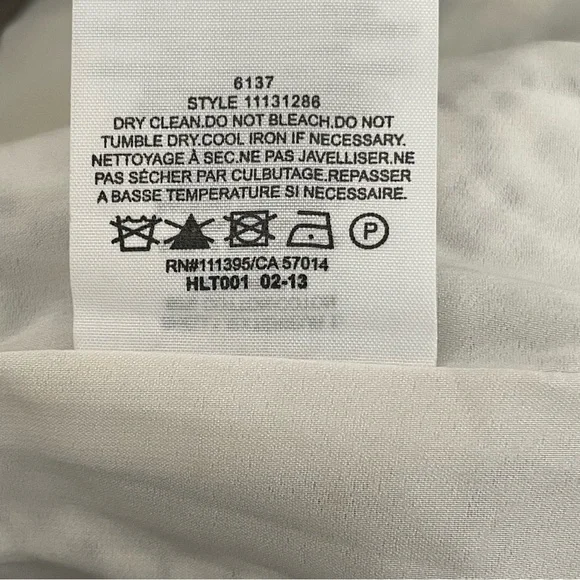 6137
STYLE 11131286
DRY CLEAN.DO NOT BLEACH.DO NOT
TUMBLE DRY.COOL IRON IF NECESSARY.
NETTOYAGE À SEC.NE PAS JAVELLISER.NE
PAS SÉCHER PAR CULBUTAGE.REPASSER
A BASSE TEMPERATURE SI NECESSAIRE.
P
RN#111395/CA 57014
HLT001 02-13